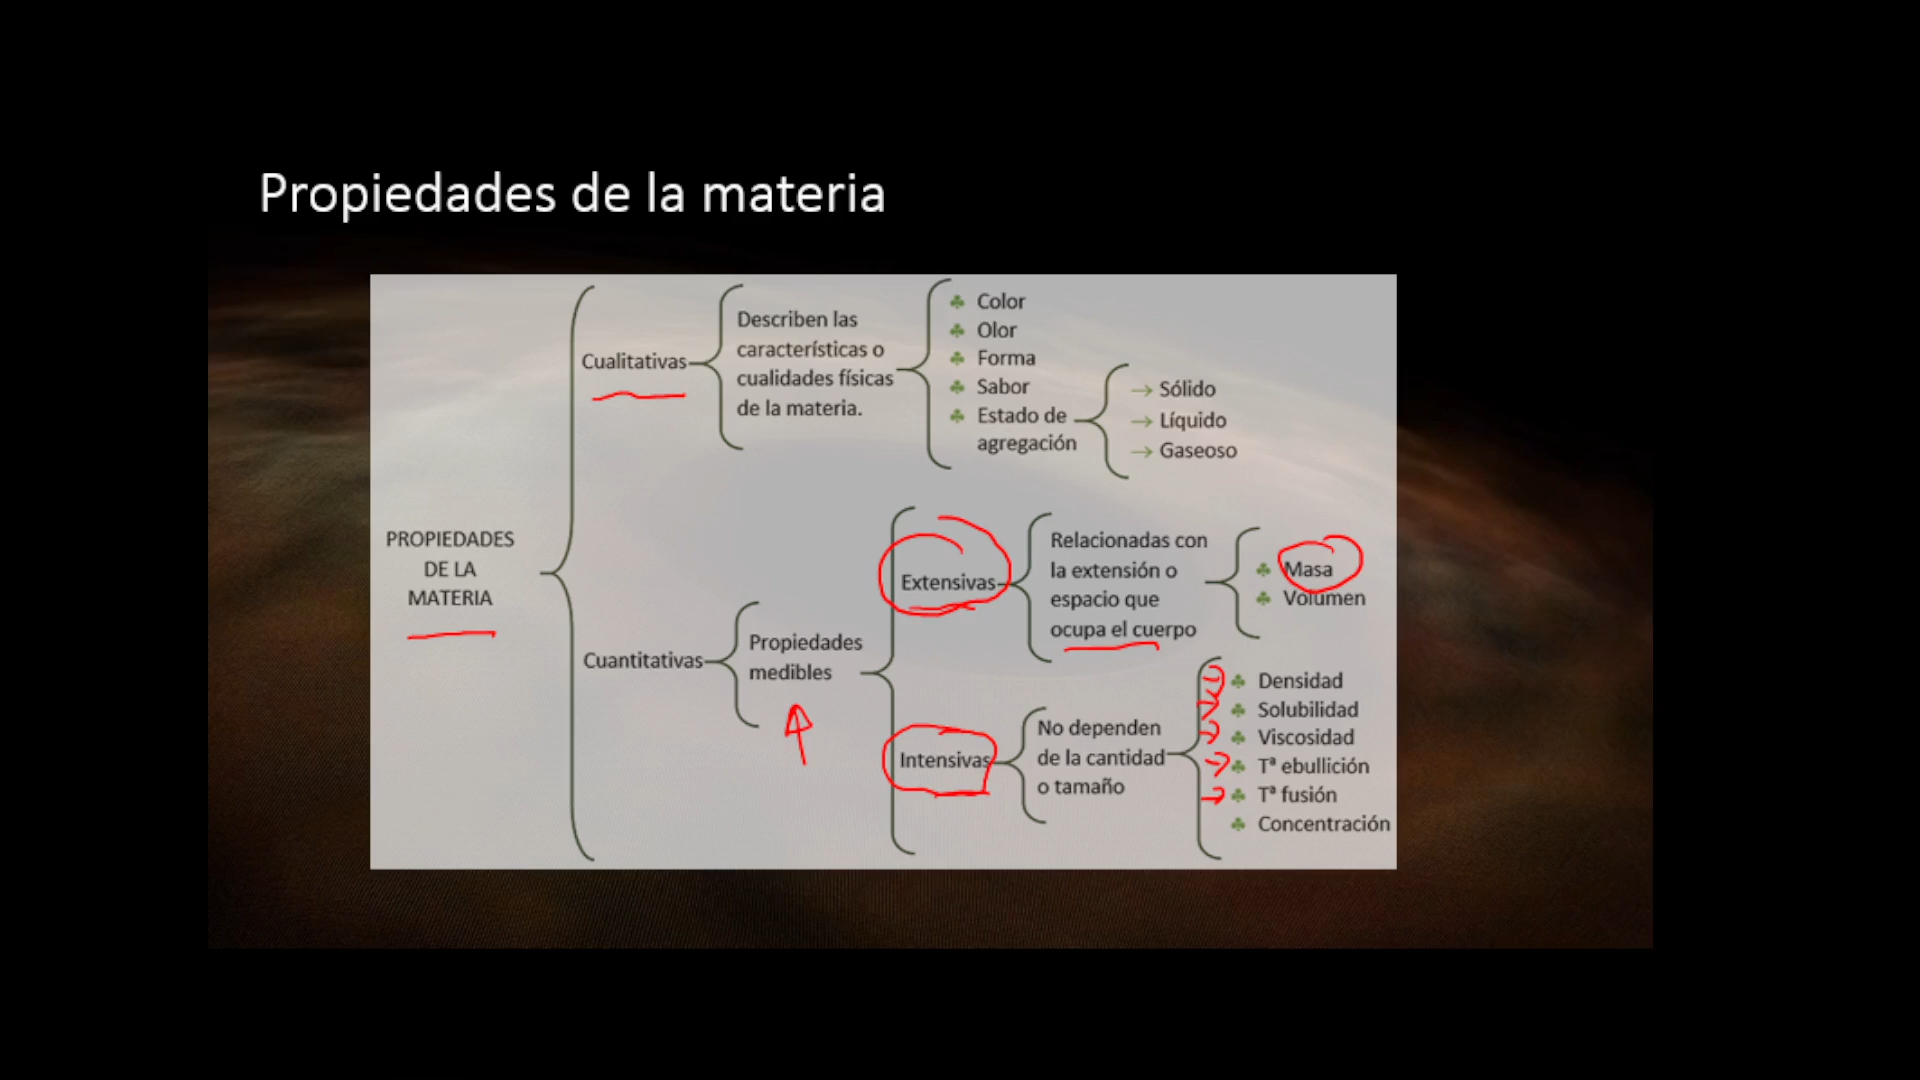 Propiedades de la materia
PROPIEDADES
DE LA
MATERIA
Cualitativas
Describen las
características o
cualidades físicas
de la materia.
Color
Olor
Forma
Sabor
Estado de
agregación
Sólido
Líquido
Gaseoso
Cuantitativas
Propiedades
medibles
Extensivas
Relacionadas con
la extensión o
espacio que
ocupa el cuerpo
Masa
Volumen
Intensivas
No dependen
de la cantidad
o tamaño
Densidad
Solubilidad
Viscosidad
Tª ebullición
Tª fusión
Concentración